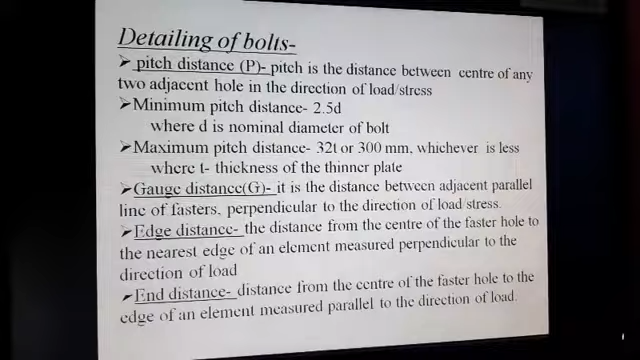 Detailing of bolts-
➤ pitch distance (P)- pitch is the distance between centre of any
two adjacent hole in the direction of load/stress
➤Minimum pitch distance- 2.5d
where d is nominal diameter of bolt
➤Maximum pitch distance- 32t or 300 mm, whichever is less
where t- thickness of the thinner plate
➤Gauge distance(G)- it is the distance between adjacent parallel
line of fasters, perpendicular to the direction of load/stress.
➤Edge distance- the distance from the centre of the faster hole to
the nearest edge of an element measured perpendicular to the
direction of load
➤End distance- distance from the centre of the faster hole to the
edge of an element measured parallel to the direction of load.